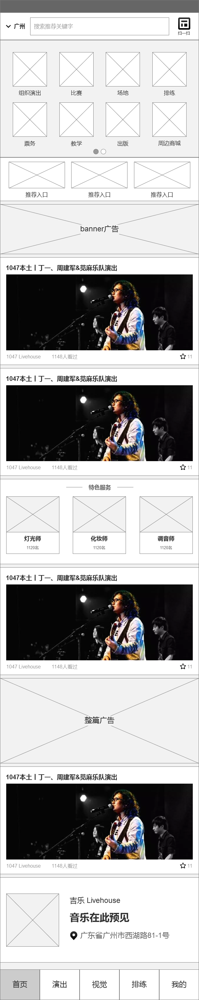 广州
搜索推荐关键字
扫一扫
组织演出 比赛 场地 排练
票务 教学 出版 周边商城
推荐入口 推荐入口 推荐入口
banner广告
1047本土丨丁一、周建军&苋麻乐队演出
1047 Livehouse 1148人看过 11
1047本土丨丁一、周建军&苋麻乐队演出
1047 Livehouse 1148人看过 11
特色服务
灯光师 化妆师 调音师
1120名 1120名 1120名
1047本土丨丁一、周建军&苋麻乐队演出
1047 Livehouse 1148人看过 11
整篇广告
1047本土丨丁一、周建军&苋麻乐队演出
1047 Livehouse 1148人看过 11
吉乐 Livehouse
音乐在此预见
广东省广州市西湖路81-1号
首页 演出 视觉 排练 我的